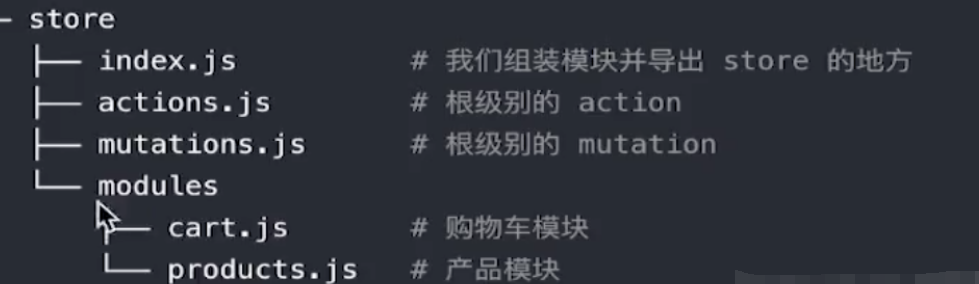 ─ store
├── index.js # 我们组装模块并导出 store 的地方
├── actions.js # 根级别的 action
├── mutations.js # 根级别的 mutation
└── modules
├── cart.js # 购物车模块
└── products.js # 产品模块